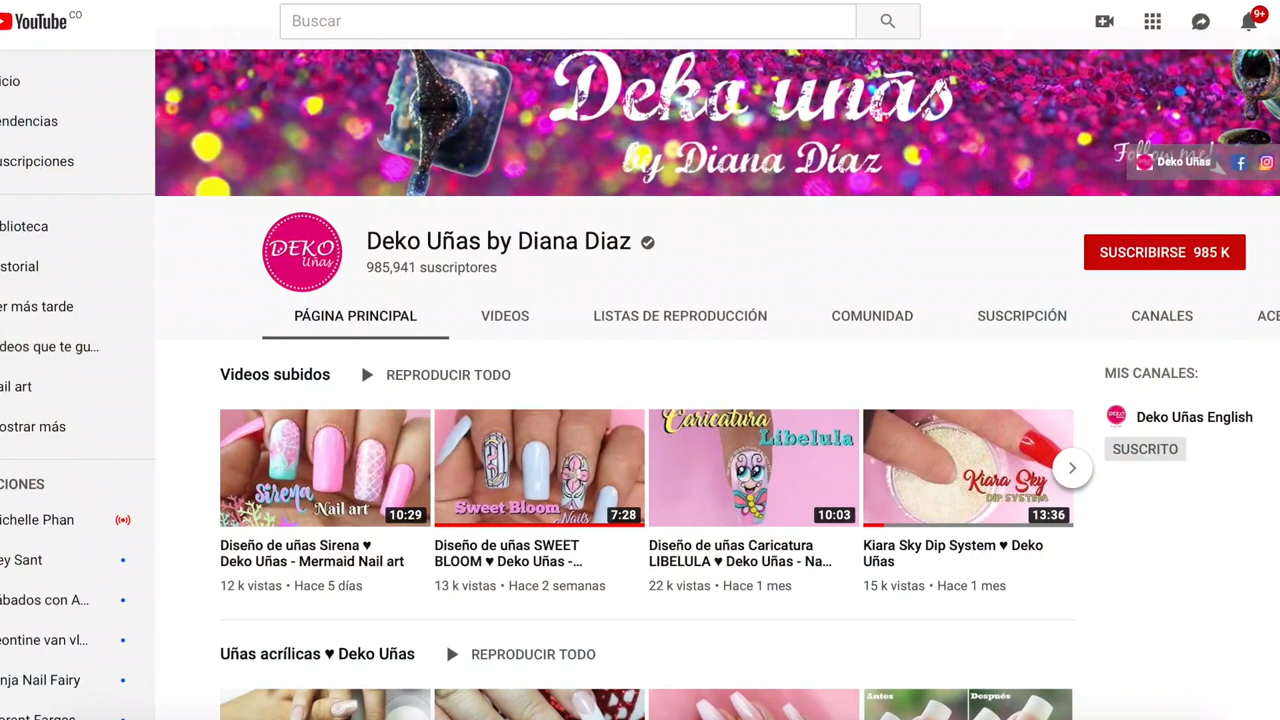 YouTube CO
Buscar
9+
icio
endencias
uscripciones
blioteca
storial
er más tarde
deos que te gu...
ail art
ostrar más
CIONES
ichelle Phan
ey Sant
ábados con A...
eontine van vl...
nja Nail Fairy
orent Farges
Deko unãs
by Diana Díaz
Follow me!
Deko Uñas
DEKO
Uñas
Deko Uñas by Diana Diaz
985,941 suscriptores
SUSCRIBIRSE 985 K
PÁGINA PRINCIPAL
VIDEOS
LISTAS DE REPRODUCCIÓN
COMUNIDAD
SUSCRIPCIÓN
CANALES
ACE
Videos subidos
REPRODUCIR TODO
Sirena
Nail art
10:29
Diseño de uñas Sirena ♥
Deko Uñas - Mermaid Nail art
12 k vistas • Hace 5 días
Sweet Bloom
Nails
7:28
Diseño de uñas SWEET
BLOOM ♥ Deko Uñas -...
13 k vistas • Hace 2 semanas
Caricatura
Libelula
10:03
Diseño de uñas Caricatura
LIBELULA ♥ Deko Uñas - Na...
22 k vistas • Hace 1 mes
Kiara Sky
DIP SYSTEM
13:36
Kiara Sky Dip System ♥ Deko
Uñas
15 k vistas • Hace 1 mes
MIS CANALES:
Deko Uñas English
SUSCRITO
Uñas acrílicas ♥ Deko Uñas
REPRODUCIR TODO
Antes
Después